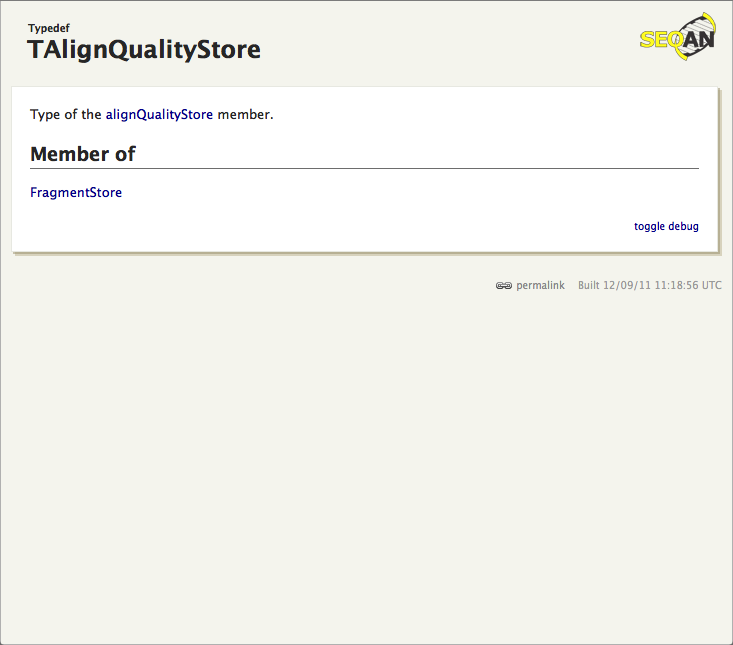 Typedef
TAlignQualityStore
SEQAN
Type of the alignQualityStore member.
Member of
FragmentStore
toggle debug
permalink Built 12/09/11 11:18:56 UTC